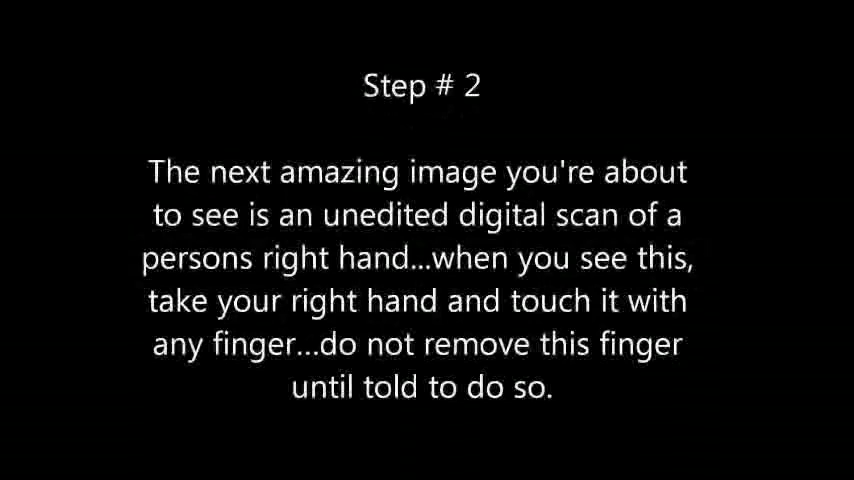 Step # 2
The next amazing image you're about
to see is an unedited digital scan of a
persons right hand...when you see this,
take your right hand and touch it with
any finger...do not remove this finger
until told to do so.